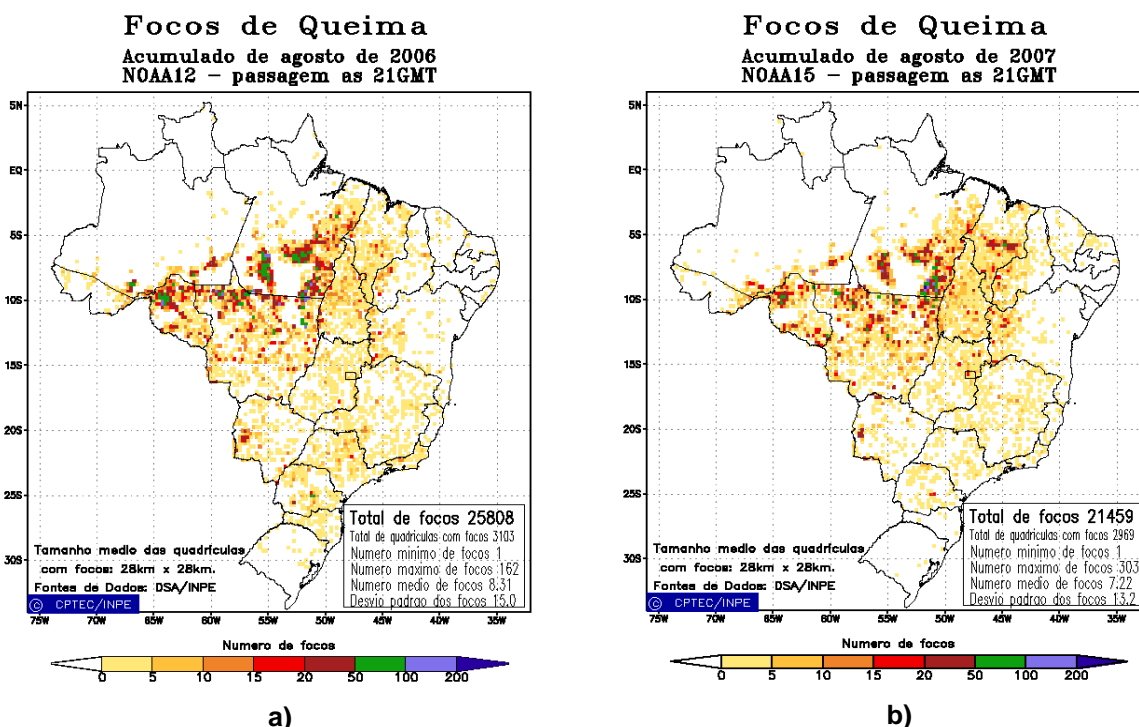 Focos de Queima
Acumulado de agosto de 2006
NOAA12 – passagem as 21GMT
5N
EQ
5S
10S
15S
20S
25S
30S
75W
70W
65W
60W
55W
50W
45W
40W
35W
Total de focos 25808
Total de quadriculas com focos 3103
Numero minimo de focos 1
Numero maximo de focos 162
Numero medio de focos 8.31
Desvio padrao dos focos 15.0
Tamanho medio das quadrículas
com focos: 28km x 28km.
Fontes de Dados: DSA/INPE
© CPTEC/INPE
Numero de focos
0 5 10 15 20 50 100 200
a)
Focos de Queima
Acumulado de agosto de 2007
NOAA15 – passagem as 21GMT
5N
EQ
5S
10S
15S
20S
25S
30S
75W
70W
65W
60W
55W
50W
45W
40W
35W
Total de focos 21459
Total de quadriculas com focos 2969
Numero minimo de focos 1
Numero maximo de focos 303
Numero medio de focos 7.22
Desvio padrao dos focos 13.2
Tamanho medio das quadrículas
com focos: 28km x 28km.
Fontes de Dados: DSA/INPE
© CPTEC/INPE
Numero de focos
0 5 10 15 20 50 100 200
b)